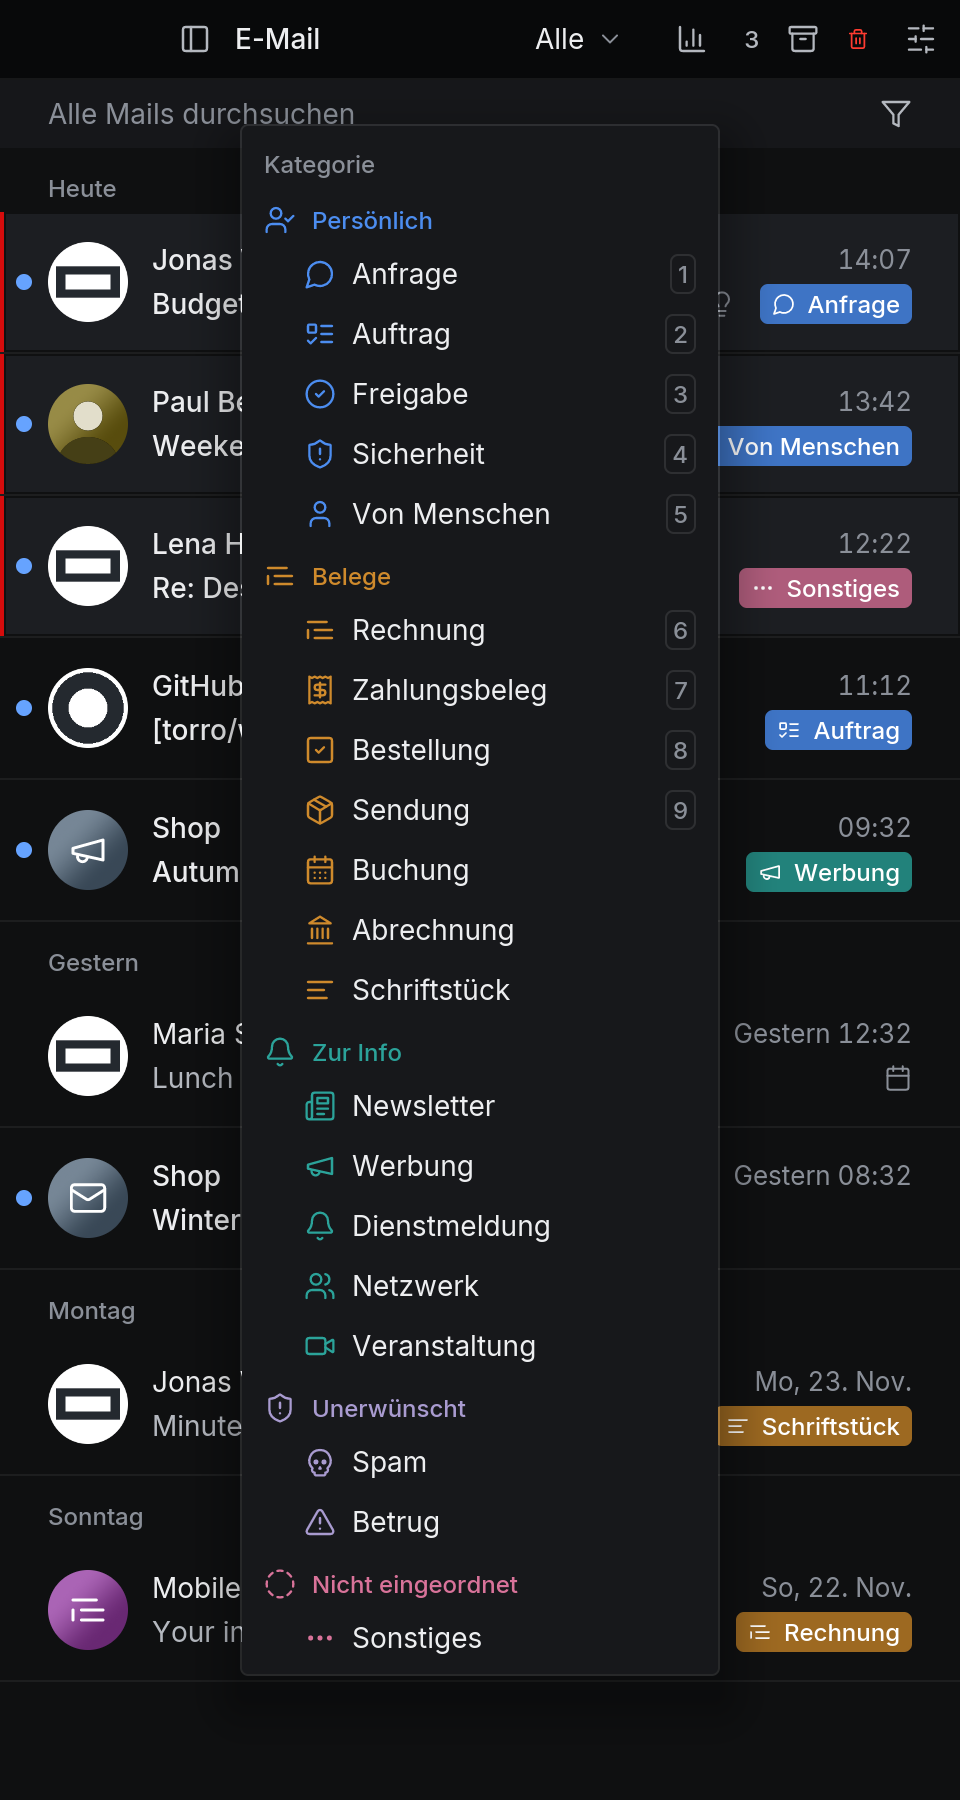 E-Mail
Alle
3
Alle Mails durchsuchen
Kategorie
Heute
Persönlich
Jonas
14:07
Anfrage 1
Budget
Anfrage
Auftrag 2
Freigabe 3
Paul Be
13:42
Weeke
Von Menschen
Sicherheit 4
Von Menschen 5
Lena H
12:22
Belege
Re: Des
Sonstiges
Rechnung 6
GitHub
11:12
Zahlungsbeleg 7
[torro/w
Auftrag
Bestellung 8
Sendung 9
Shop
09:32
Autum
Werbung
Buchung
Abrechnung
Gestern
Schriftstück
Maria S
Gestern 12:32
Zur Info
Lunch
Newsletter
Werbung
Shop
Gestern 08:32
Winter
Dienstmeldung
Netzwerk
Montag
Veranstaltung
Jonas
Mo, 23. Nov.
Unerwünscht
Minute
Schriftstück
Spam
Sonntag
Betrug
Mobile
So, 22. Nov.
Nicht eingeordnet
Your in
Rechnung
Sonstiges